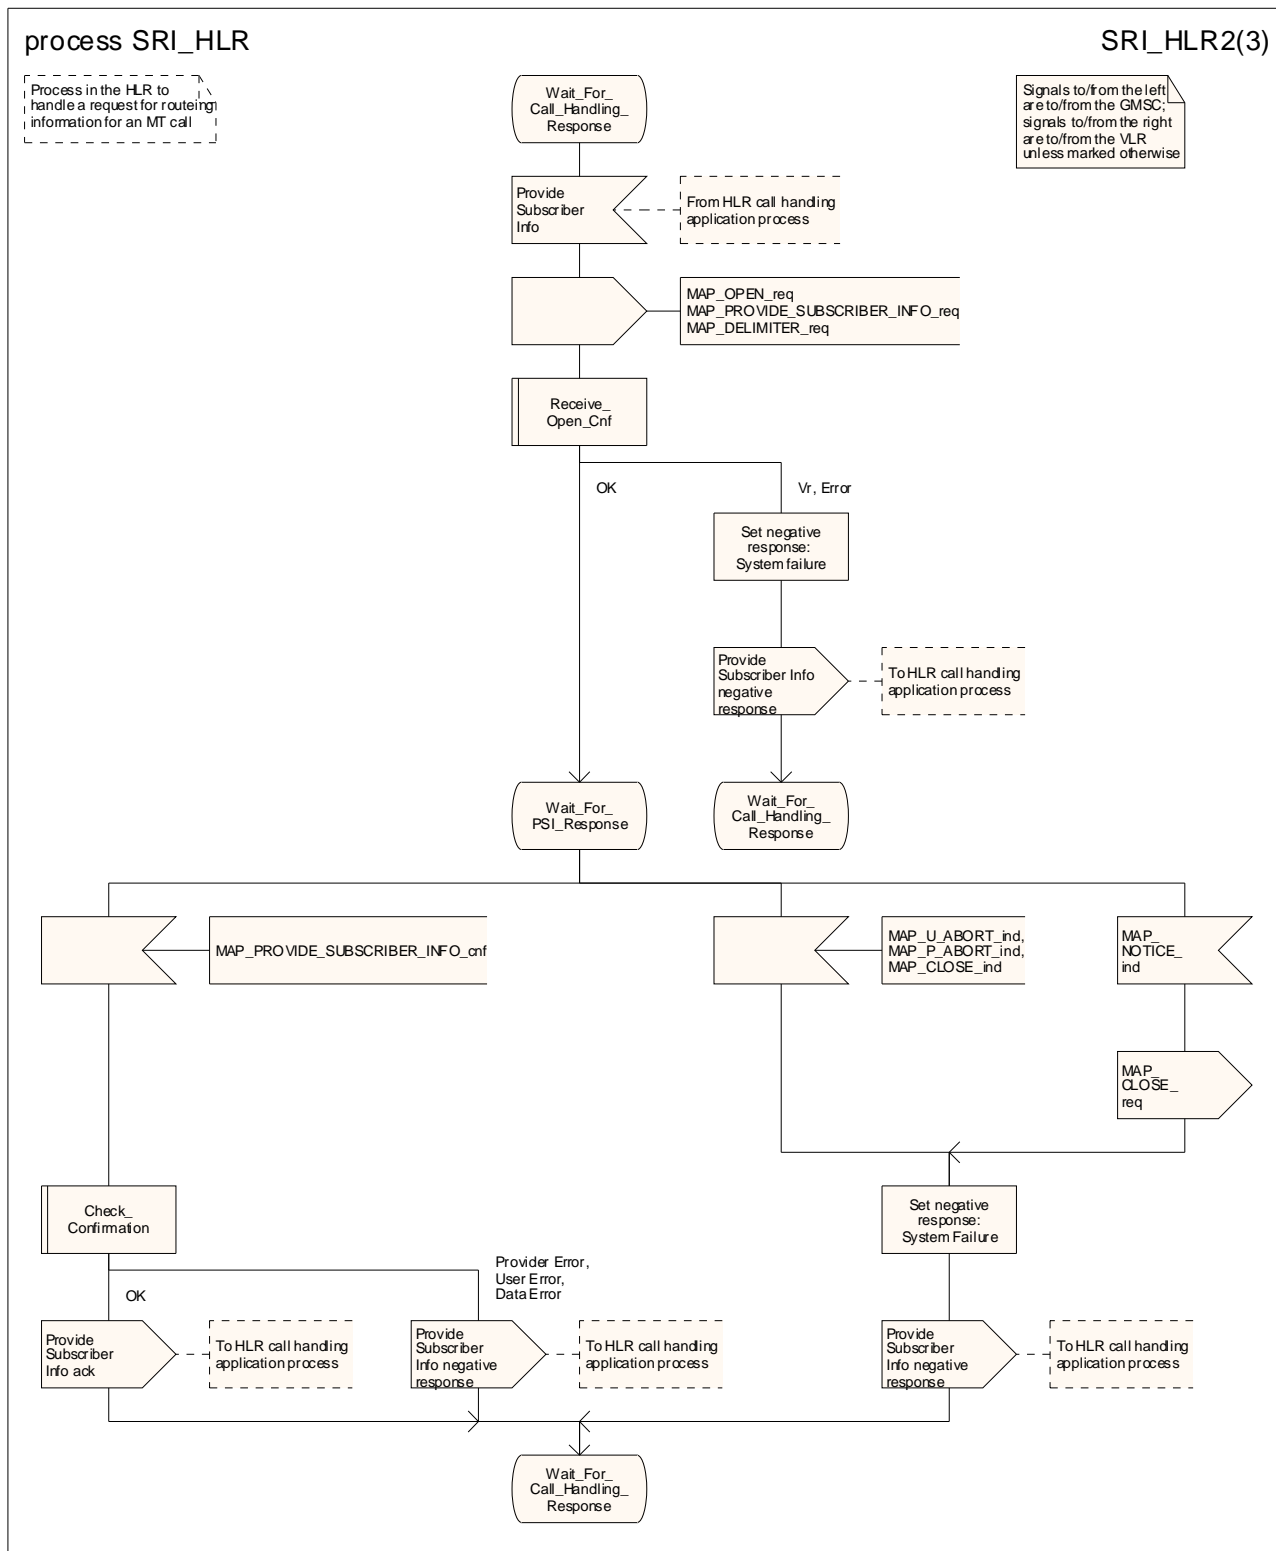 process SRI_HLR
SRI_HLR2(3)
Process in the HLR to
handle a request for routeing
information for an MT call
Wait_For_
Call_Handling_
Response
Signals to/from the left
are to/from the GMSC;
signals to/from the right
are to/from the VLR
unless marked otherwise
Provide
Subscriber
Info
From HLR call handling
application process
MAP_OPEN_req
MAP_PROVIDE_SUBSCRIBER_INFO_req
MAP_DELIMITER_req
Receive_
Open_Cnf
OK
Vr, Error
Set negative
response:
System failure
Provide
Subscriber Info
negative
response
To HLR call handling
application process
Wait_For_
PSI_Response
Wait_For_
Call_Handling_
Response
MAP_PROVIDE_SUBSCRIBER_INFO_cnf
MAP_U_ABORT_ind,
MAP_P_ABORT_ind,
MAP_CLOSE_ind
MAP_
NOTICE_
ind
MAP_
CLOSE_
req
Check_
Confirmation
Set negative
response:
System Failure
OK
Provider Error,
User Error,
Data Error
Provide
Subscriber
Info ack
To HLR call handling
application process
Provide
Subscriber
Info negative
response
To HLR call handling
application process
Provide
Subscriber
Info negative
response
To HLR call handling
application process
Wait_For_
Call_Handling_
Response